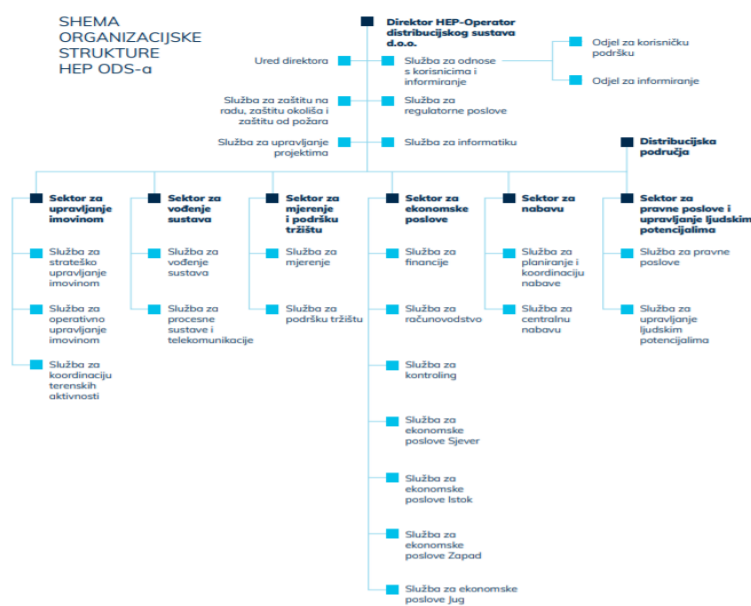 SHEMA
ORGANIZACIJSKE
STRUKTURE
HEP ODS-a
Direktor HEP-Operator
distribucijskog sustava
d.o.o.
Ured direktora
Služba za odnose
s korisnicima i
informiranje
Odjel za korisničku
podršku
Odjel za informiranje
Služba za zaštitu na
radu, zaštitu okoliša i
zaštitu od požara
Služba za
regulatorne poslove
Služba za upravljanje
projektima
Služba za informatiku
Distribucijska
područja
Sektor za
upravljanje
imovinom
Služba za
strateško
upravljanje
imovinom
Služba za
operativno
upravljanje
imovinom
Služba za
koordinaciju
terenskih
aktivnosti
Sektor za
vođenje
sustava
Služba za
vođenje
sustava
Služba za
procesne
sustave i
telekomunikacije
Sektor za
mjerenje
i podršku
tržištu
Služba za
mjerenje
Služba za
podršku tržištu
Sektor za
ekonomske
poslove
Služba za
financije
Služba za
računovodstvo
Služba za
kontroling
Služba za
ekonomske
poslove Sjever
Služba za
ekonomske
poslove Istok
Služba za
ekonomske
poslove Zapad
Služba za ekonomske
poslove Jug
Sektor za
nabavu
Služba za
planiranje i
koordinaciju
nabave
Služba za
centralnu
nabavu
Sektor za
pravne poslove i
upravljanje ljudskim
potencijalima
Služba za pravne
poslove
Služba za
upravljanje
ljudskim
potencijalima